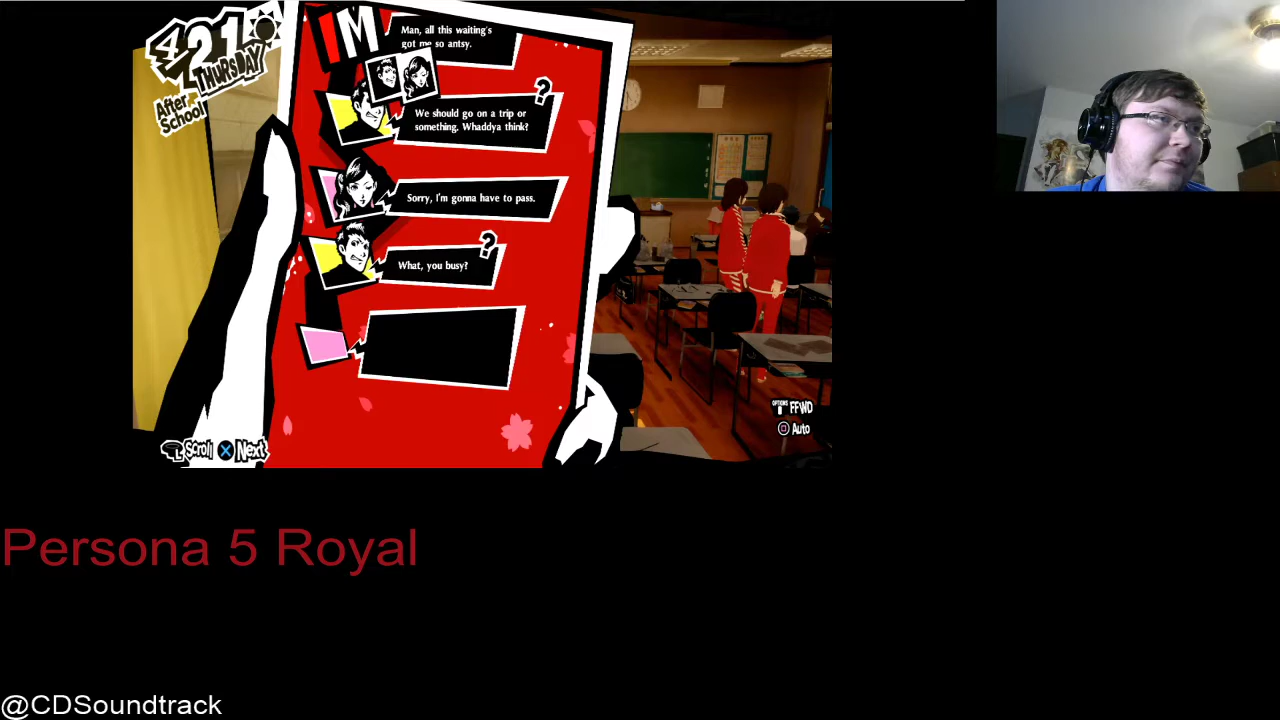 4/21
THURSDAY
After
School
IM
Man, all this waiting's
got me so antsy.
We should go on a trip or
something. Whaddya think?
?
Sorry, I'm gonna have to pass.
What, you busy?
?
L Scroll X Next
OPTIONS FFWD
Auto
Persona 5 Royal
@CDSoundtrack